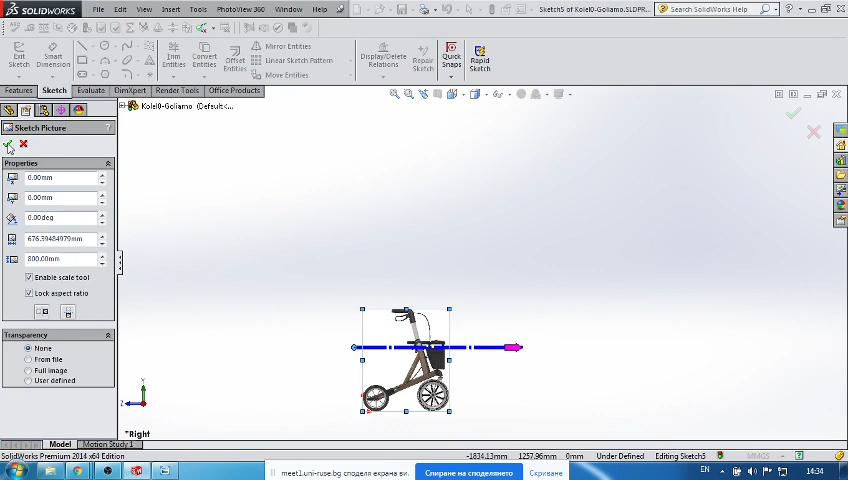 SOLIDWORKS File Edit View Insert Tools PhotoView 360 Window Help Sketch5 of Kolel0-Goliamo.SLDPR... Search SolidWorks Help
Exit Sketch Smart Dimension Trim Entities Convert Entities Offset Entities Mirror Entities Linear Sketch Pattern Move Entities Display/Delete Relations Repair Sketch Quick Snaps Rapid Sketch
Features Sketch Evaluate DimXpert Render Tools Office Products
Kolel0-Goliamo (Default<...
Sketch Picture ?
Properties
0.00mm
0.00mm
0.00deg
676.39484979mm
800.00mm
Enable scale tool
Lock aspect ratio
Transparency
None
From file
Full image
User defined
Y
Z
*Right
Model Motion Study 1
SolidWorks Premium 2014 x64 Edition -1834.13mm 1257.96mm 0mm Under Defined Editing Sketch5 MMGS
meet1.uni-ruse.bg споделя екрана ви. Спиране на споделянето Скриване EN 14:34